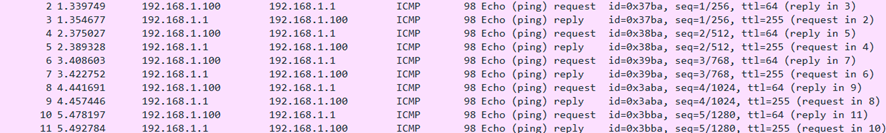 2 1.339749 192.168.1.100 192.168.1.1 ICMP 98 Echo (ping) request id=0x37ba, seq=1/256, ttl=64 (reply in 3)
3 1.354677 192.168.1.1 192.168.1.100 ICMP 98 Echo (ping) reply id=0x37ba, seq=1/256, ttl=255 (request in 2)
4 2.375027 192.168.1.100 192.168.1.1 ICMP 98 Echo (ping) request id=0x38ba, seq=2/512, ttl=64 (reply in 5)
5 2.389328 192.168.1.1 192.168.1.100 ICMP 98 Echo (ping) reply id=0x38ba, seq=2/512, ttl=255 (request in 4)
6 3.408603 192.168.1.100 192.168.1.1 ICMP 98 Echo (ping) request id=0x39ba, seq=3/768, ttl=64 (reply in 7)
7 3.422752 192.168.1.1 192.168.1.100 ICMP 98 Echo (ping) reply id=0x39ba, seq=3/768, ttl=255 (request in 6)
8 4.441691 192.168.1.100 192.168.1.1 ICMP 98 Echo (ping) request id=0x3aba, seq=4/1024, ttl=64 (reply in 9)
9 4.457446 192.168.1.1 192.168.1.100 ICMP 98 Echo (ping) reply id=0x3aba, seq=4/1024, ttl=255 (request in 8)
10 5.478197 192.168.1.100 192.168.1.1 ICMP 98 Echo (ping) request id=0x3bba, seq=5/1280, ttl=64 (reply in 11)
11 5.492784 192.168.1.1 192.168.1.100 ICMP 98 Echo (ping) reply id=0x3bba, seq=5/1280, ttl=255 (request in 10)